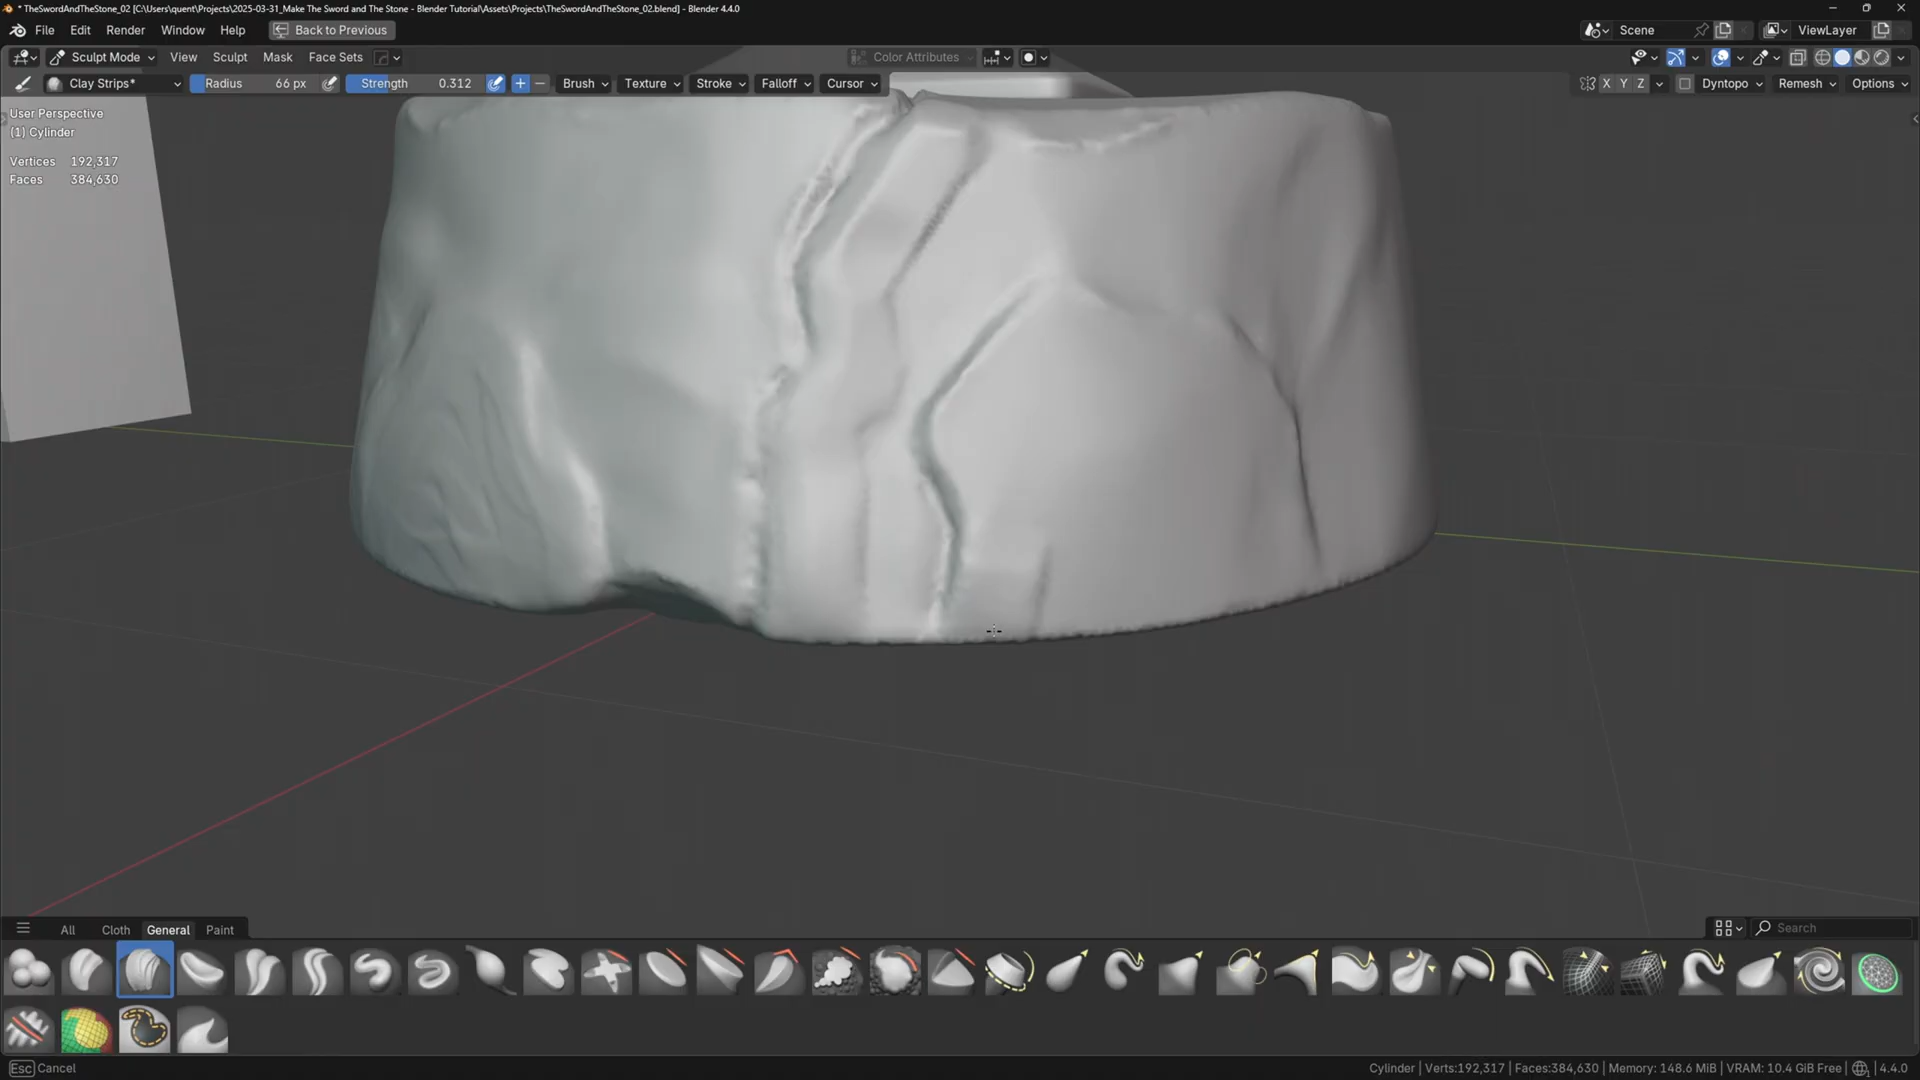 * TheSwordAndTheStone_02 [C:\Users\quent\Projects\2025-03-31_Make The Sword and The Stone - Blender Tutorial\Assets\Projects\TheSwordAndTheStone_02.blend] - Blender 4.4.0
File Edit Render Window Help Back to Previous Scene ViewLayer
Sculpt Mode View Sculpt Mask Face Sets Color Attributes
Clay Strips* Radius 66 px Strength 0.312 + − Brush Texture Stroke Falloff Cursor X Y Z Dyntopo Remesh Options
User Perspective
(1) Cylinder
Vertices 192,317
Faces 384,630
All Cloth General Paint Search
Esc Cancel Cylinder | Verts:192,317 | Faces:384,630 | Memory: 148.6 MiB | VRAM: 10.4 GiB Free | 4.4.0